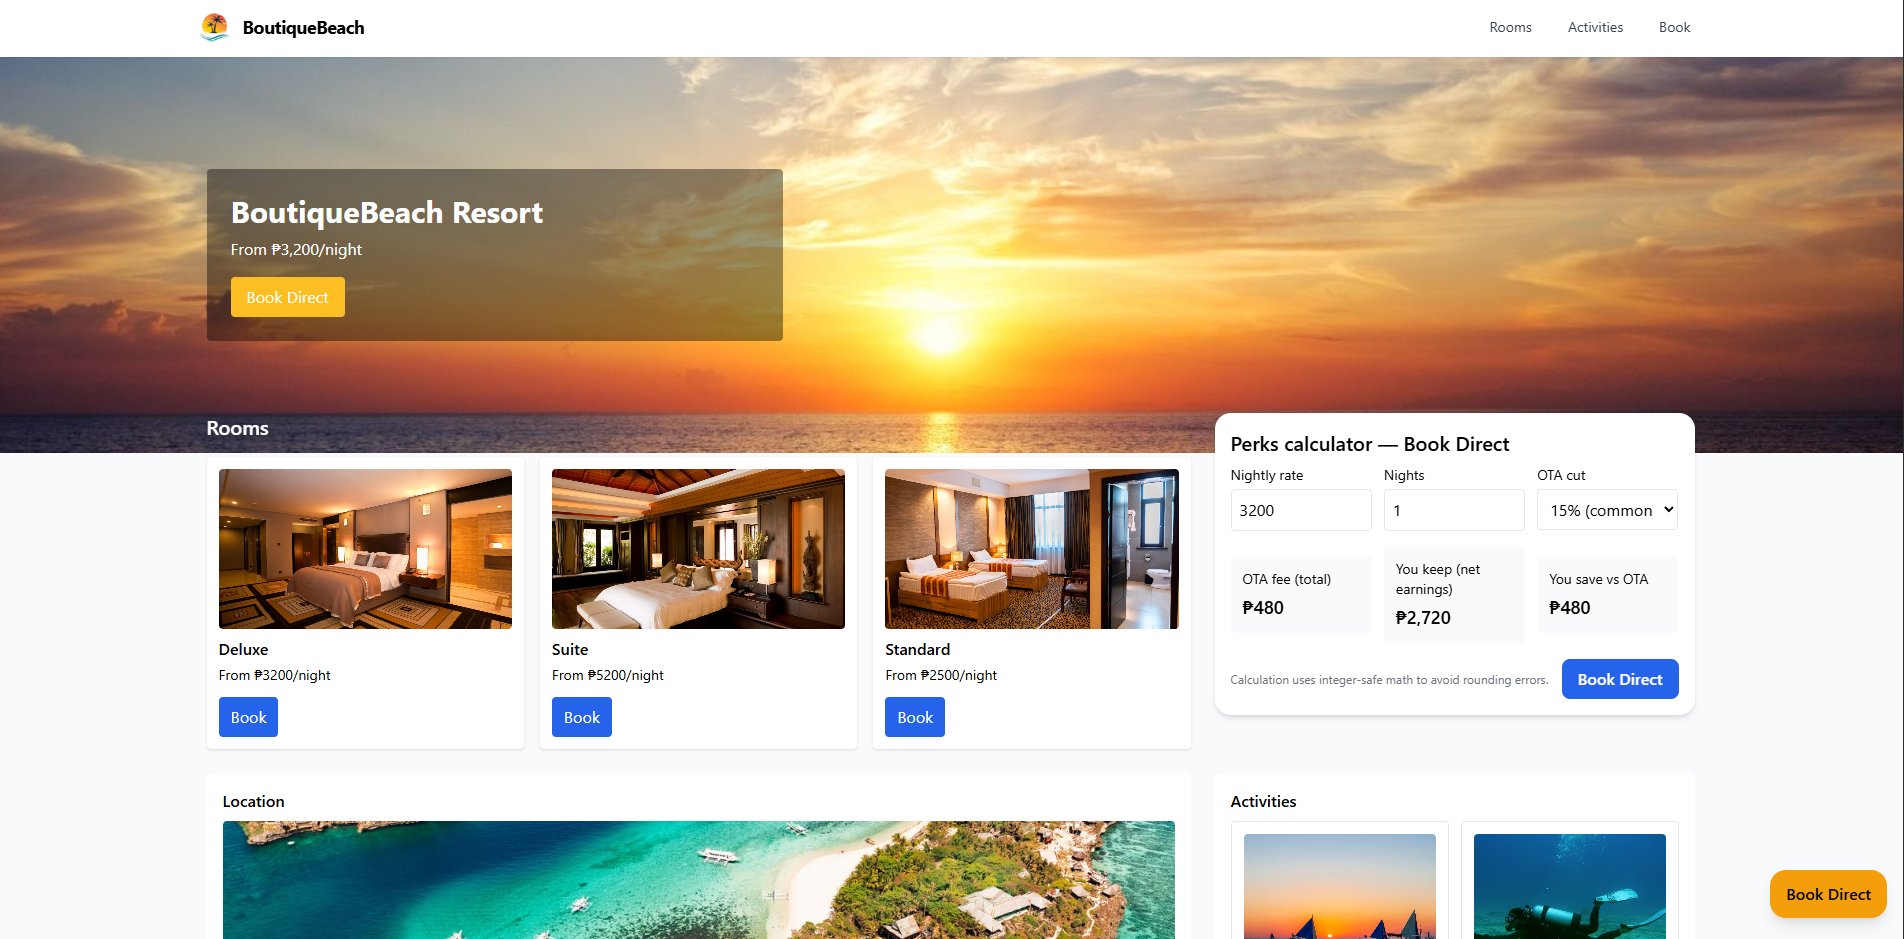 BoutiqueBeach
Rooms
Activities
Book
BoutiqueBeach Resort
From ₱3,200/night
Book Direct
Rooms
Deluxe
From ₱3200/night
Book
Suite
From ₱5200/night
Book
Standard
From ₱2500/night
Book
Perks calculator — Book Direct
Nightly rate
3200
Nights
1
OTA cut
15% (common
OTA fee (total)
₱480
You keep (net
earnings)
₱2,720
You save vs OTA
₱480
Calculation uses integer-safe math to avoid rounding errors.
Book Direct
Location
Activities
Book Direct